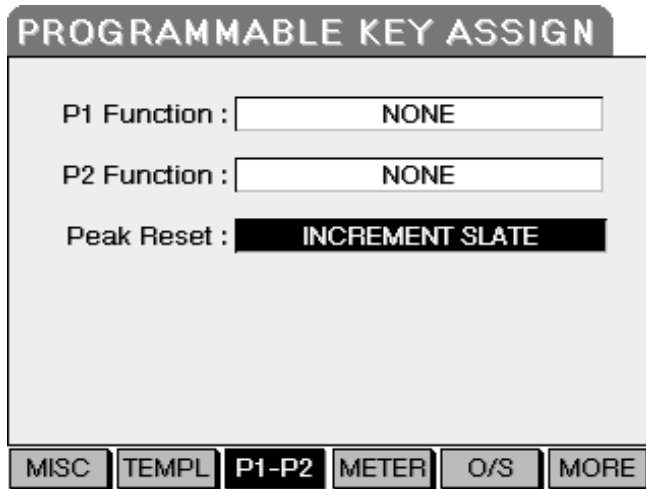 PROGRAMMABLE KEY ASSIGN
P1 Function : NONE
P2 Function : NONE
Peak Reset : INCREMENT SLATE
MISC TEMPL P1-P2 METER O/S MORE